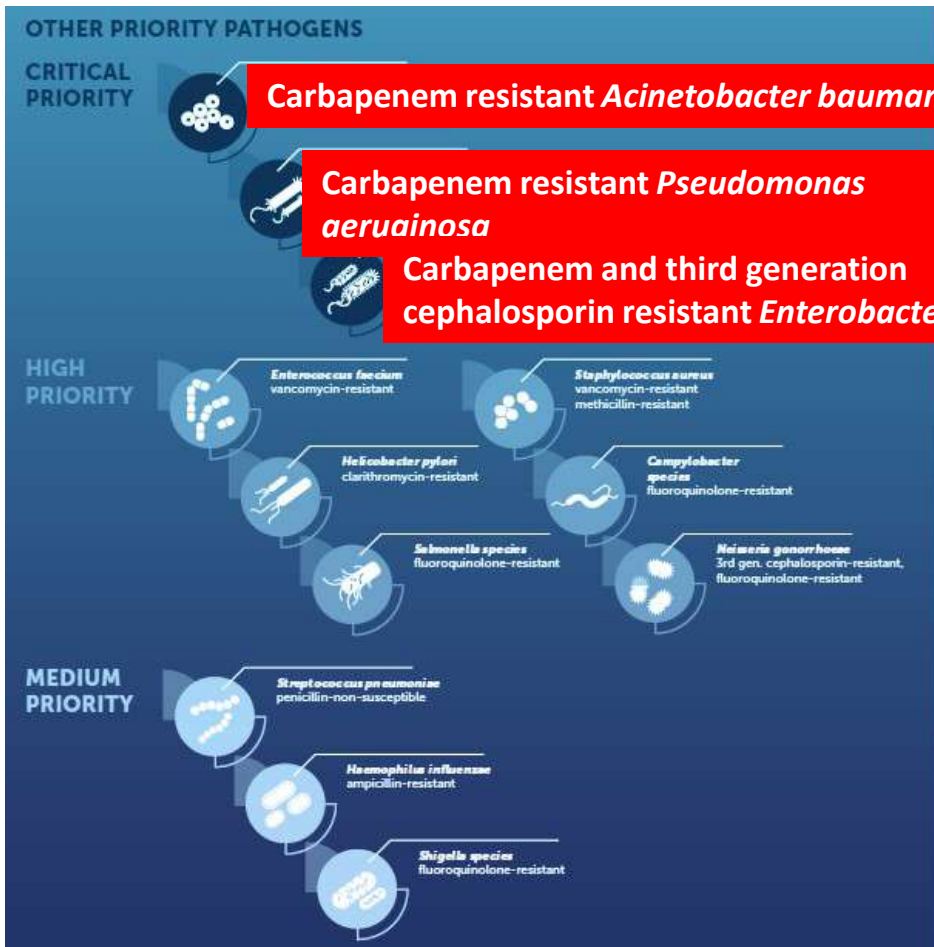 OTHER PRIORITY PATHOGENS
CRITICAL
PRIORITY
Carbapenem resistant Acinetobacter
Carbapenem resistant Pseudomonas
aeruginosa
Carbapenem and third generation
cephalosporin resistant Enterobacte
HIGH
PRIORITY
Enterococcus faecium
vancomycin-resistant
Helicobacter pylori
clarithromycin-resistant
Salmonella species
fluoroquinolone-resistant
Staphylococcus aureus
vancomycin-resistant
methicillin-resistant
Campylobacter
species
fluoroquinolone-resistant
Neisseria gonorrhoeae
3rd gen. cephalosporin-resistant,
fluoroquinolone-resistant
MEDIUM
PRIORITY
Streptococcus pneumoniae
penicillin-non-susceptible
Haemophilus influenzae
ampicillin-resistant
Shigella species
fluoroquinolone-resistant